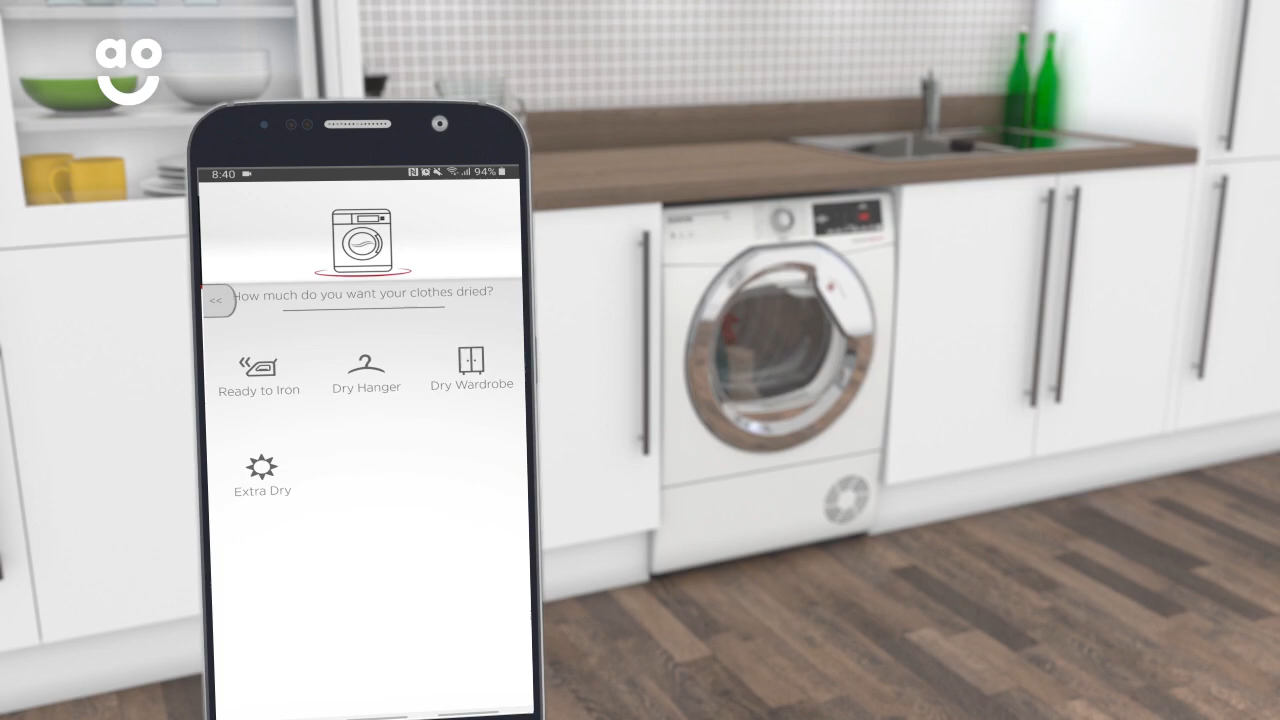 ao
8:40 94%
<<
How much do you want your clothes dried?
Ready to Iron
Dry Hanger
Dry Wardrobe
Extra Dry